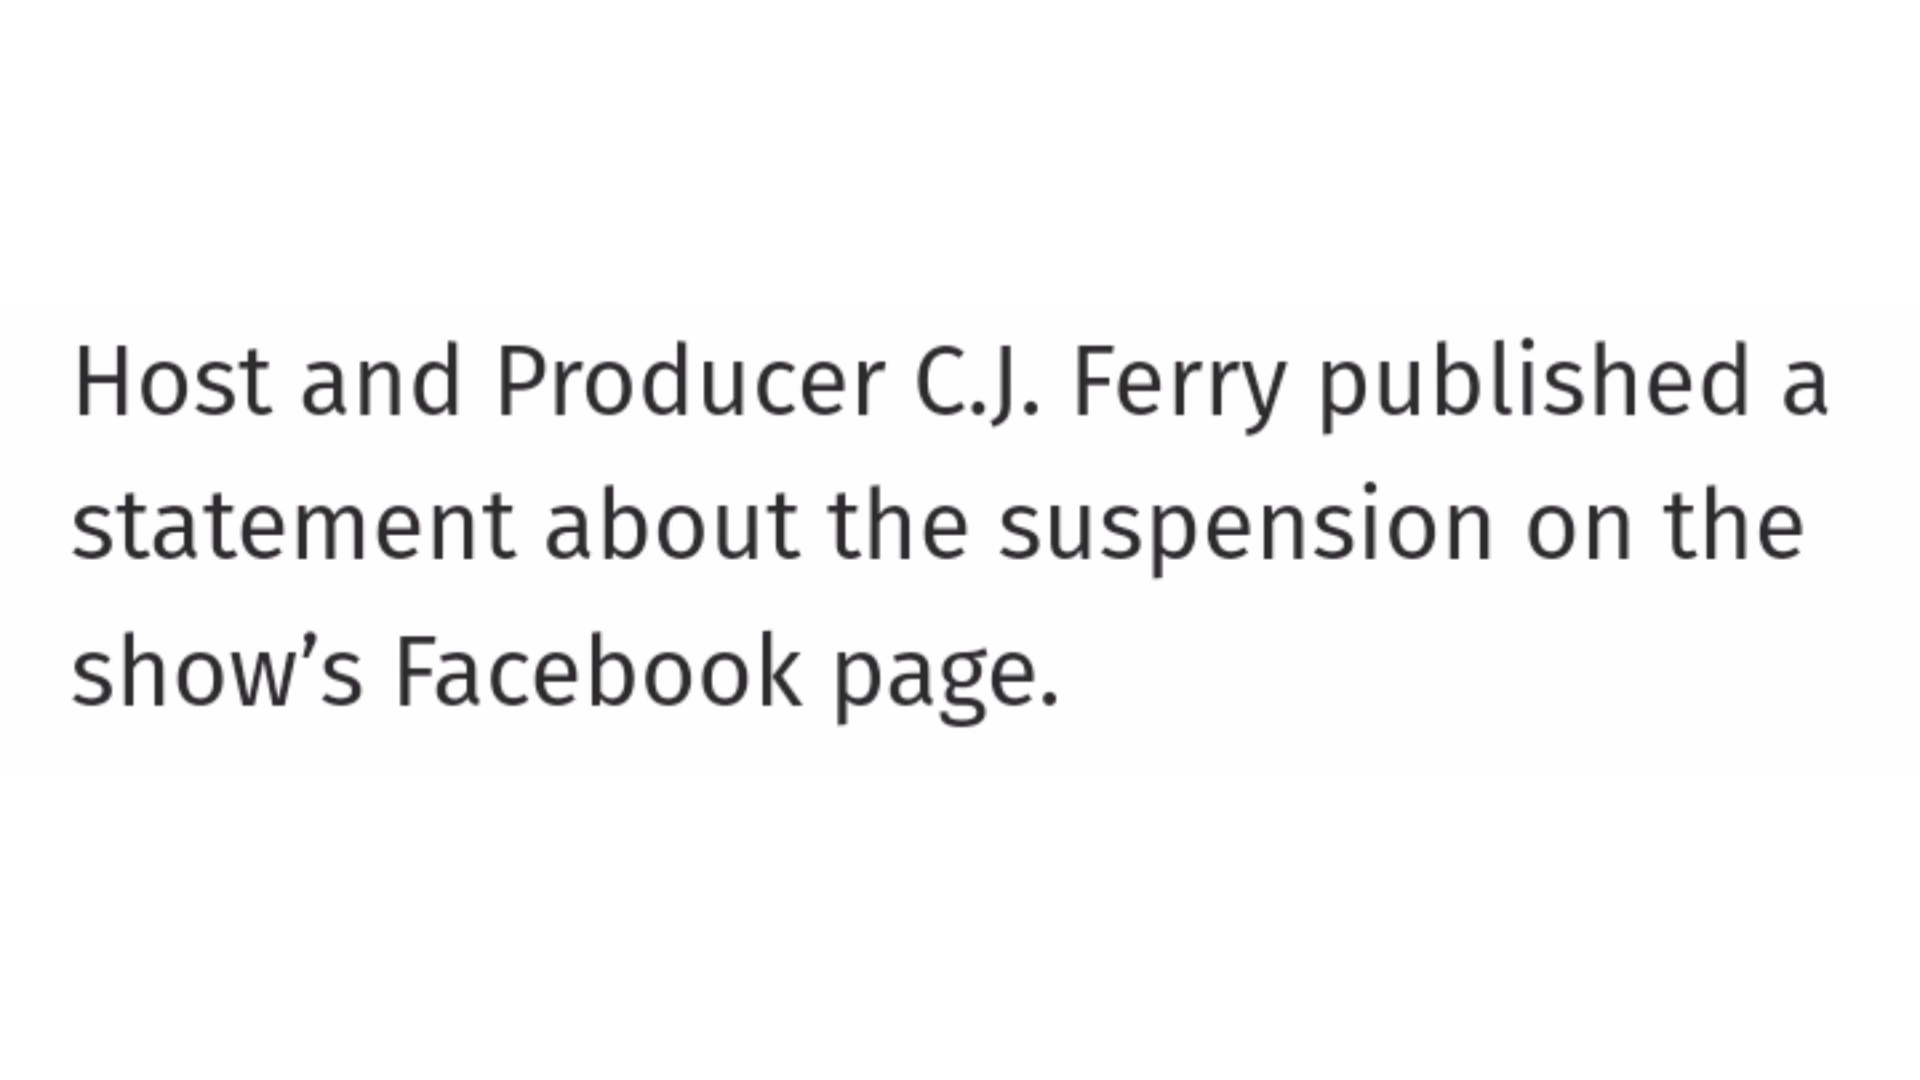 Host and Producer C.J. Ferry published a
statement about the suspension on the
show’s Facebook page.